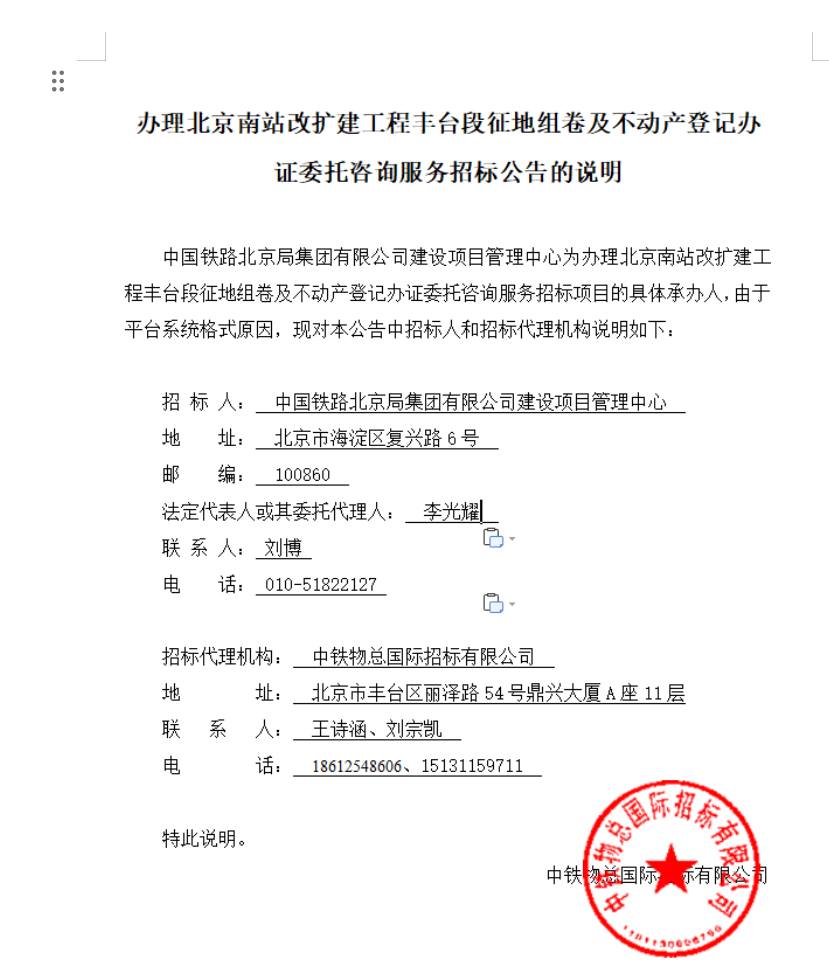 办理北京南站改扩建工程丰台段征地组卷及不动产登记办
证委托咨询服务招标公告的说明
中国铁路北京局集团有限公司建设项目管理中心为办理北京南站改扩建工
程丰台段征地组卷及不动产登记办证委托咨询服务招标项目的具体承办人,由于
平台系统格式原因，现对本公告中招标人和招标代理机构说明如下：
招 标 人： 中国铁路北京局集团有限公司建设项目管理中心
地 址： 北京市海淀区复兴路 6 号
邮 编： 100860
法定代表人或其委托代理人： 李光耀
联 系 人： 刘博
电 话： 010-51822127
招标代理机构： 中铁物总国际招标有限公司
地 址： 北京市丰台区丽泽路 54 号鼎兴大厦 A 座 11 层
联 系 人： 王诗涵、刘宗凯
电 话： 18612548606、15131159711
特此说明。
中铁物总国际招标有限公司
中铁物总国际招标有限公司